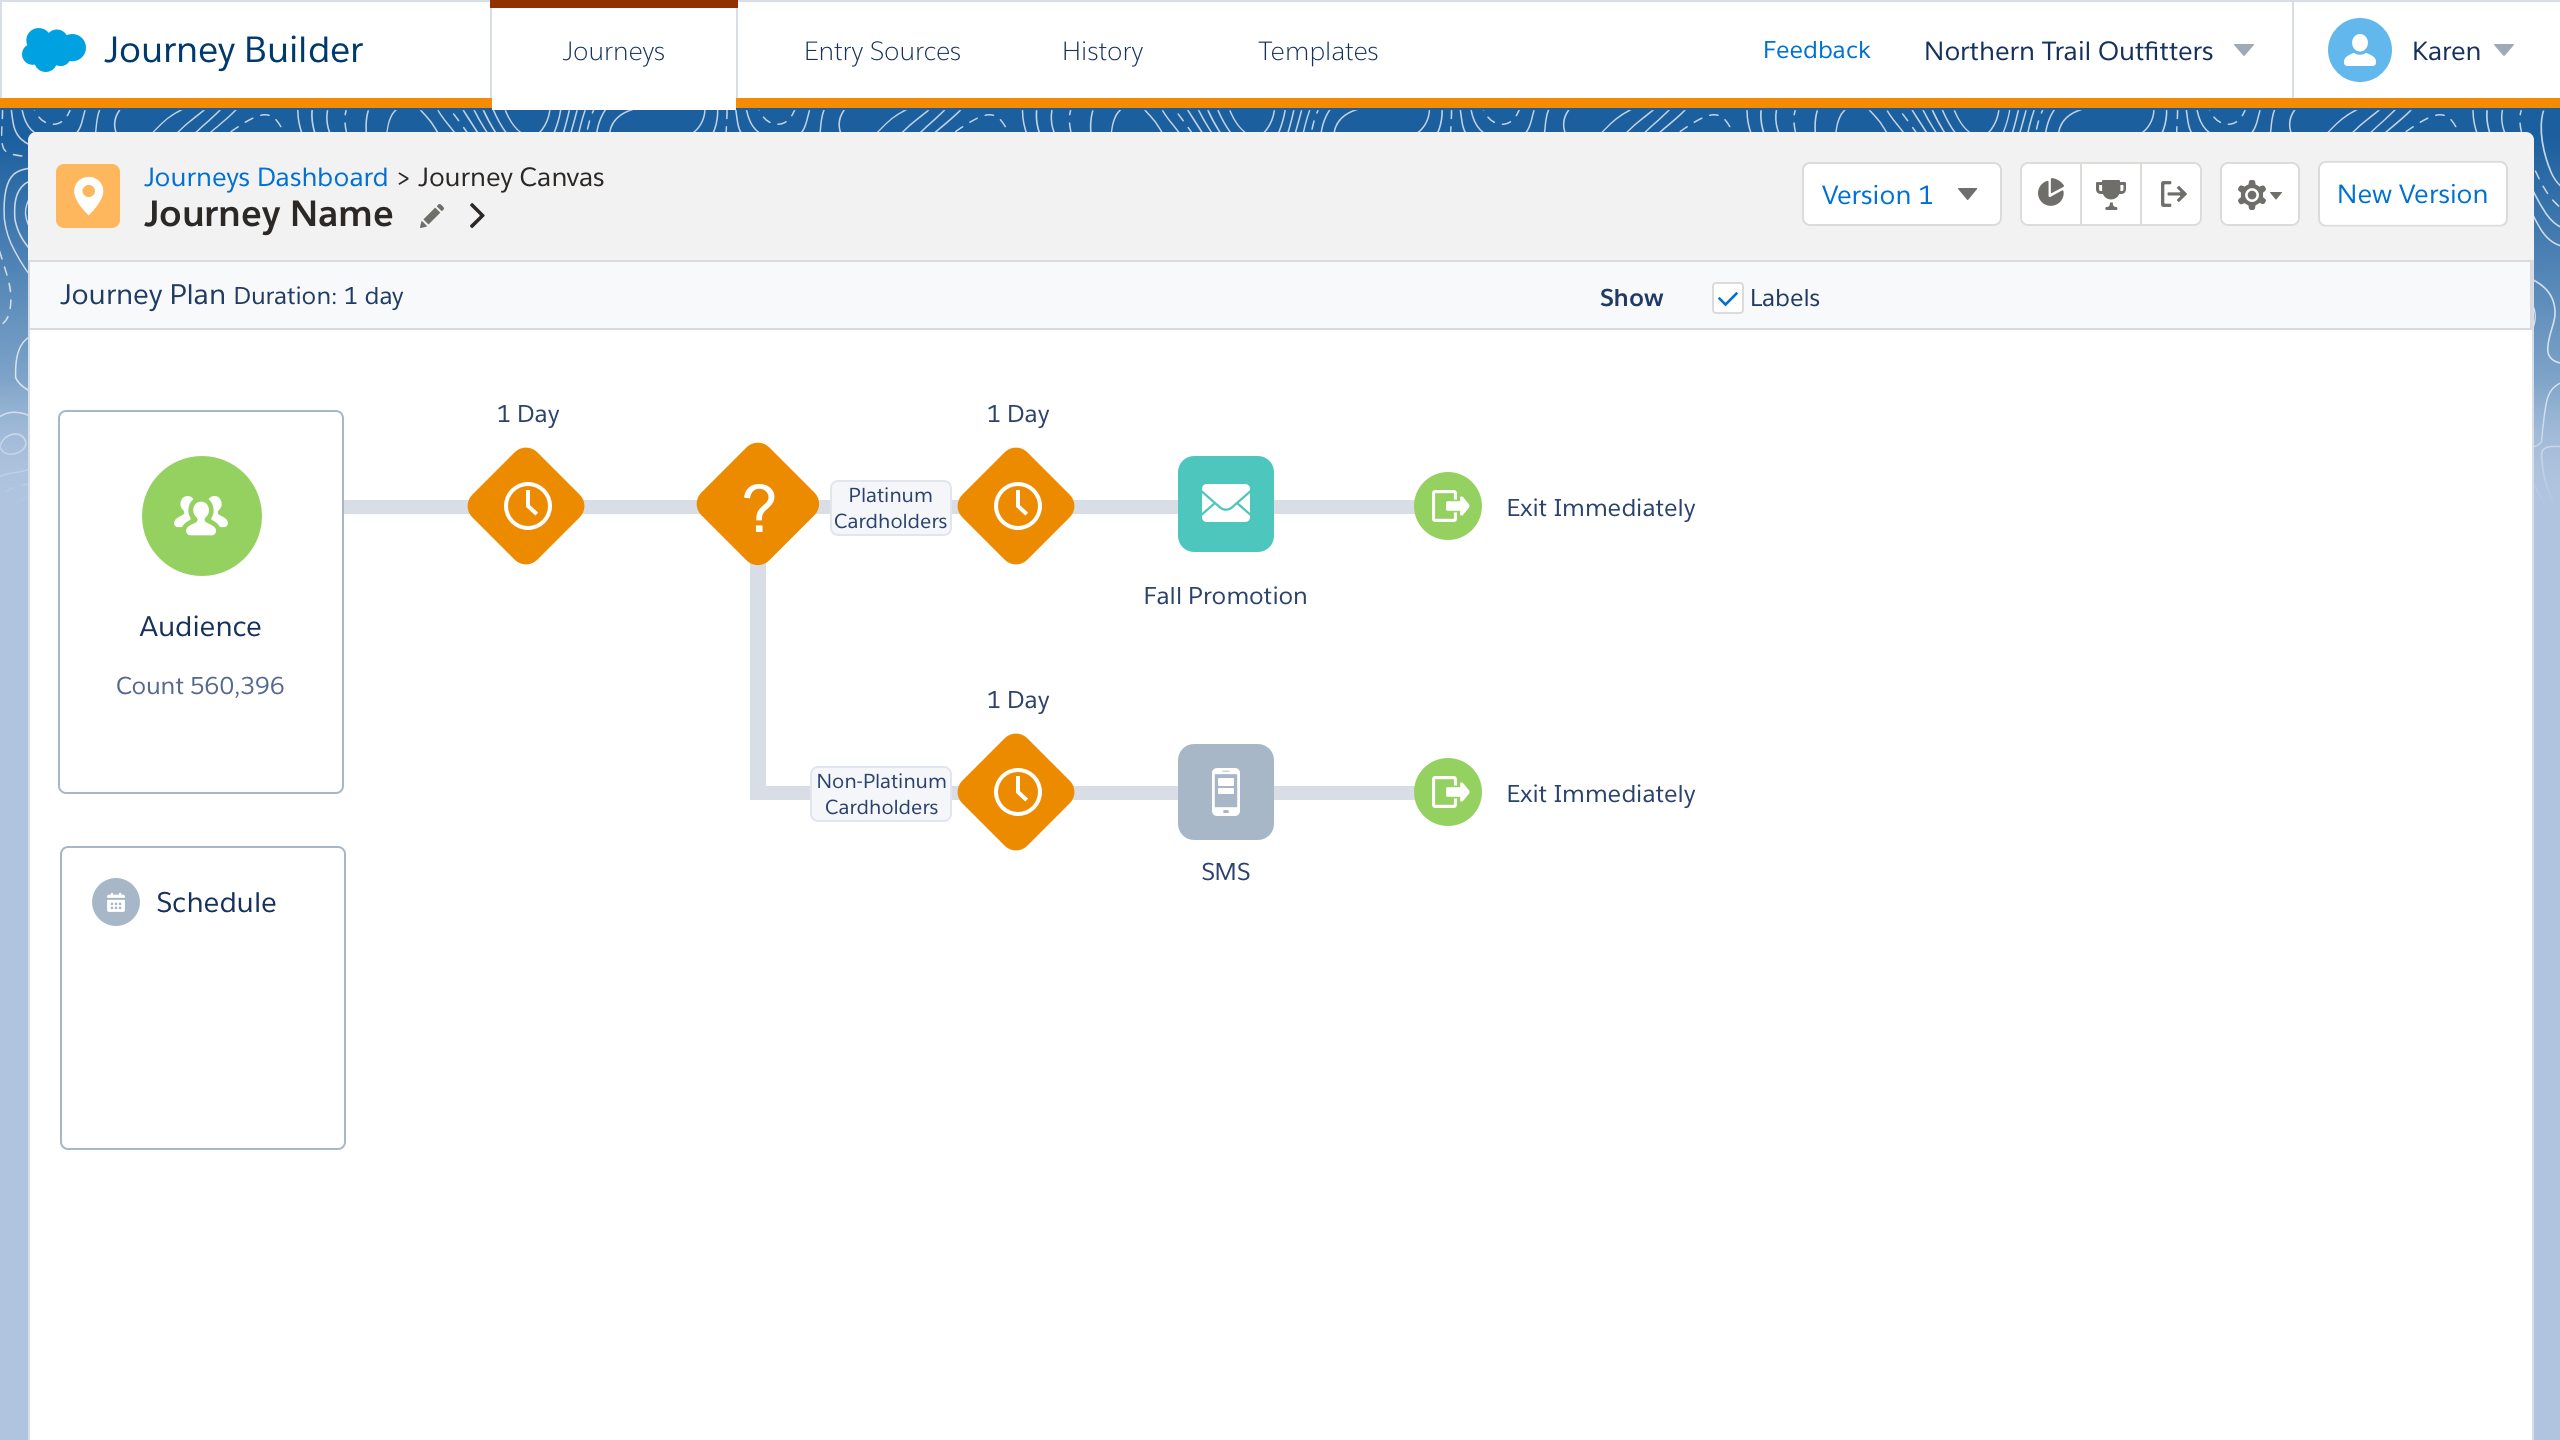 Journey Builder
Journeys
Entry Sources
History
Templates
Feedback
Northern Trail Outfitters
Karen
Journeys Dashboard > Journey Canvas
Journey Name
Version 1
New Version
Journey Plan Duration: 1 day
Show
Labels
1 Day
1 Day
?
Platinum
Cardholders
Exit Immediately
Fall Promotion
Audience
Count 560,396
1 Day
Non-Platinum
Cardholders
Exit Immediately
SMS
Schedule